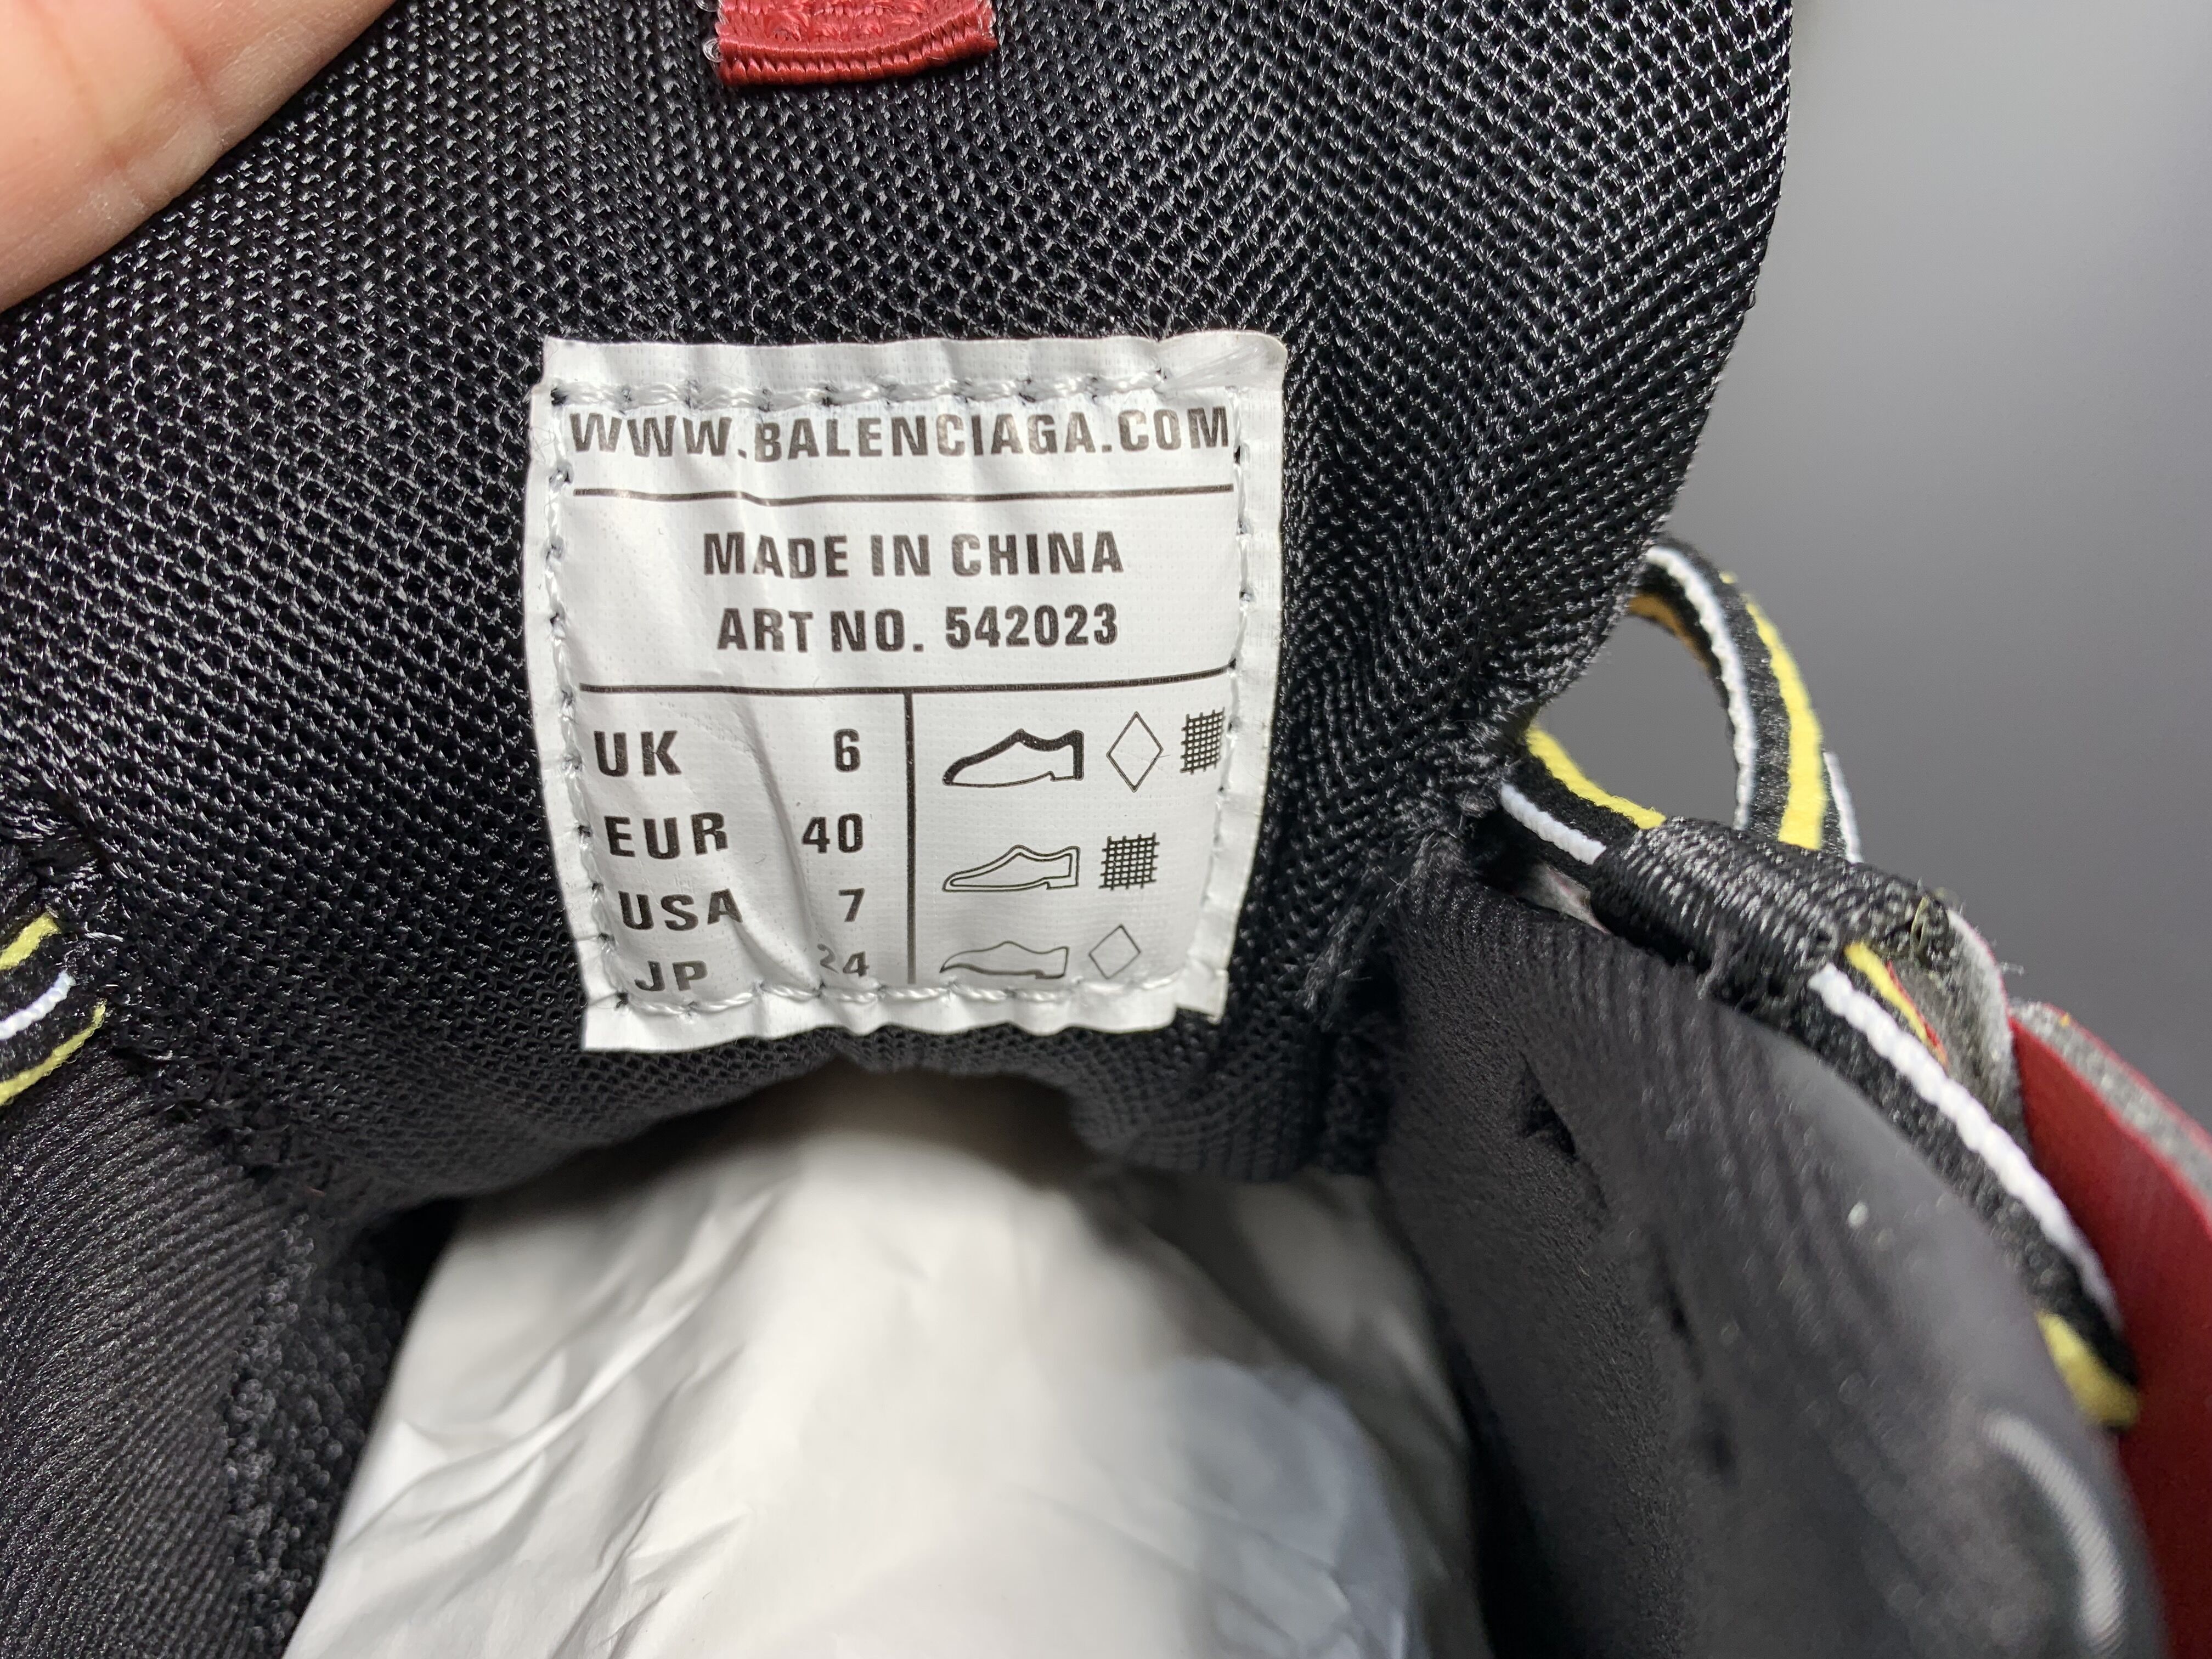 WWW.BALENCIAGA.COM
MADE IN CHINA
ART NO. 542023
UK 6
EUR 40
USA 7
JP 24